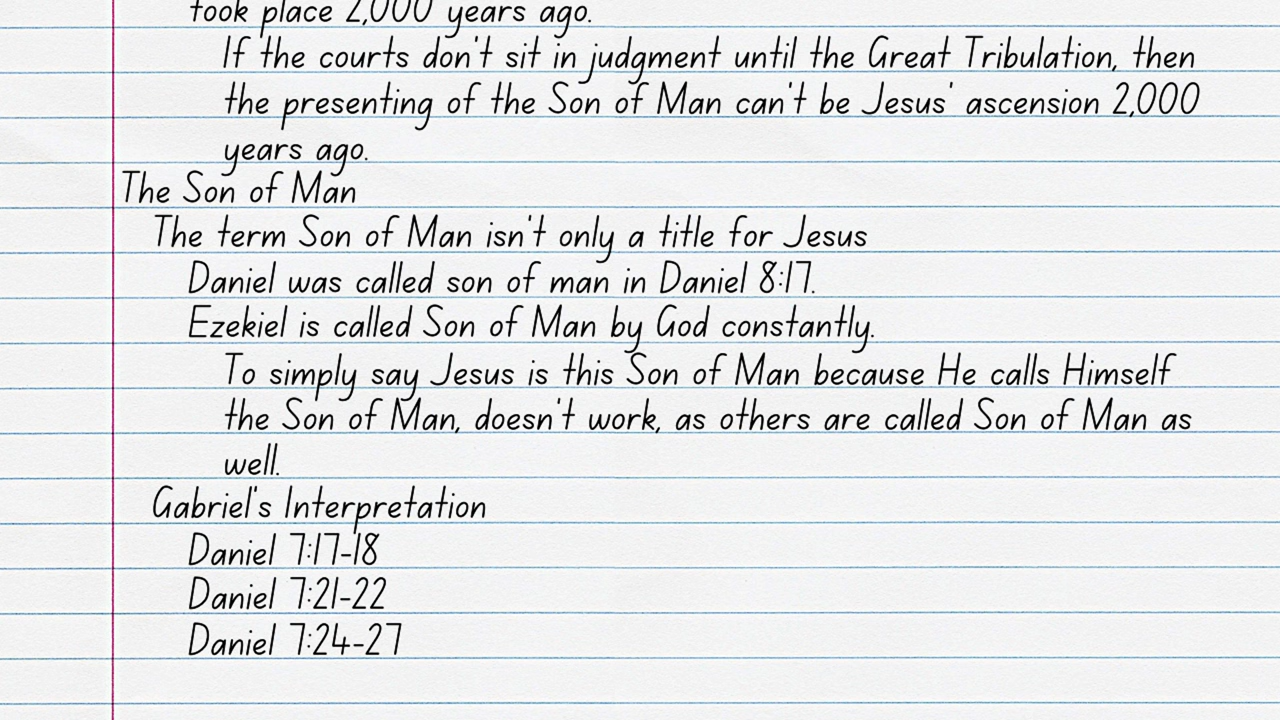 took place 2,000 years ago.
If the courts don't sit in judgment until the Great Tribulation, then
the presenting of the Son of Man can't be Jesus' ascension 2,000
years ago.
The Son of Man
The term Son of Man isn't only a title for Jesus
Daniel was called son of man in Daniel 8:17.
Ezekiel is called Son of Man by God constantly.
To simply say Jesus is this Son of Man because He calls Himself
the Son of Man, doesn't work, as others are called Son of Man as
well.
Gabriel's Interpretation
Daniel 7:17-18
Daniel 7:21-22
Daniel 7:24-27